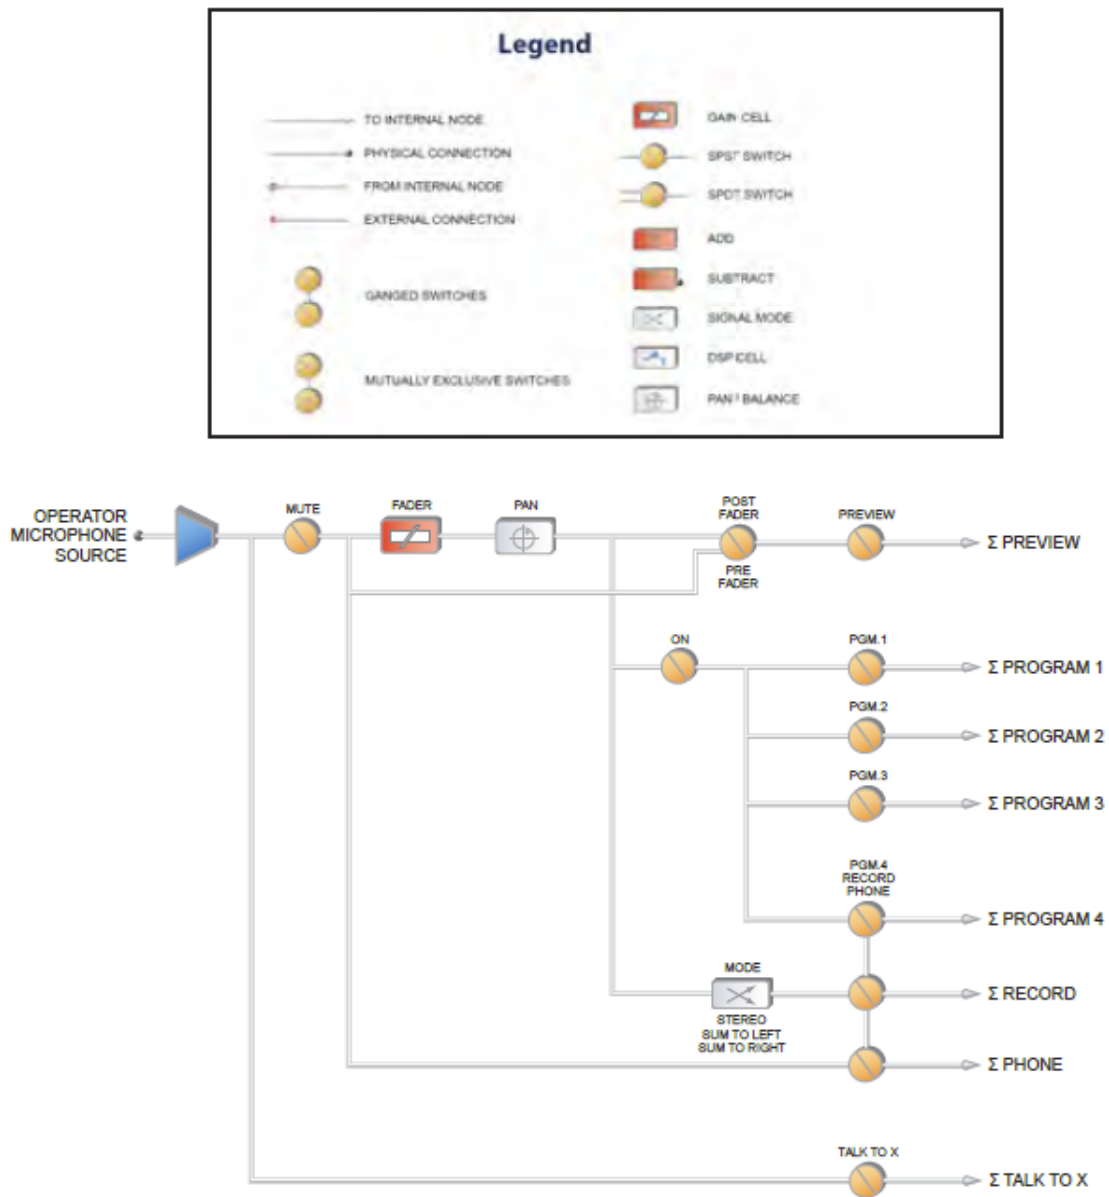 Legend
TO INTERNAL NODE
PHYSICAL CONNECTION
FROM INTERNAL NODE
EXTERNAL CONNECTION
GANGED SWITCHES
MUTUALLY EXCLUSIVE SWITCHES
GAIN CELL
SPST SWITCH
SPDT SWITCH
ADD
SUBTRACT
SIGNAL MODE
DSP CELL
PAN / BALANCE
OPERATOR
MICROPHONE
SOURCE
MUTE
FADER
PAN
POST
FADER
PRE
FADER
PREVIEW
Σ PREVIEW
ON
PGM.1
Σ PROGRAM 1
PGM.2
Σ PROGRAM 2
PGM.3
Σ PROGRAM 3
PGM.4
RECORD
PHONE
Σ PROGRAM 4
MODE
STEREO
SUM TO LEFT
SUM TO RIGHT
Σ RECORD
Σ PHONE
TALK TO X
Σ TALK TO X